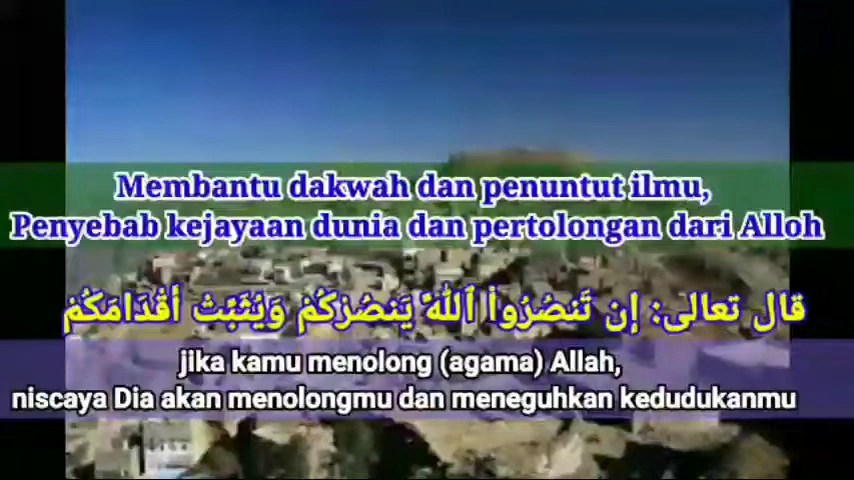 Membantu dakwah dan penuntut ilmu,
Penyebab kejayaan dunia dan pertolongan dari Alloh
قال تعالى: إِن تَنصُرُوا۟ ٱللَّهَ يَنصُرْكُمْ وَيُثَبِّتْ أَقْدَامَكُمْ
jika kamu menolong (agama) Allah,
niscaya Dia akan menolongmu dan meneguhkan kedudukanmu